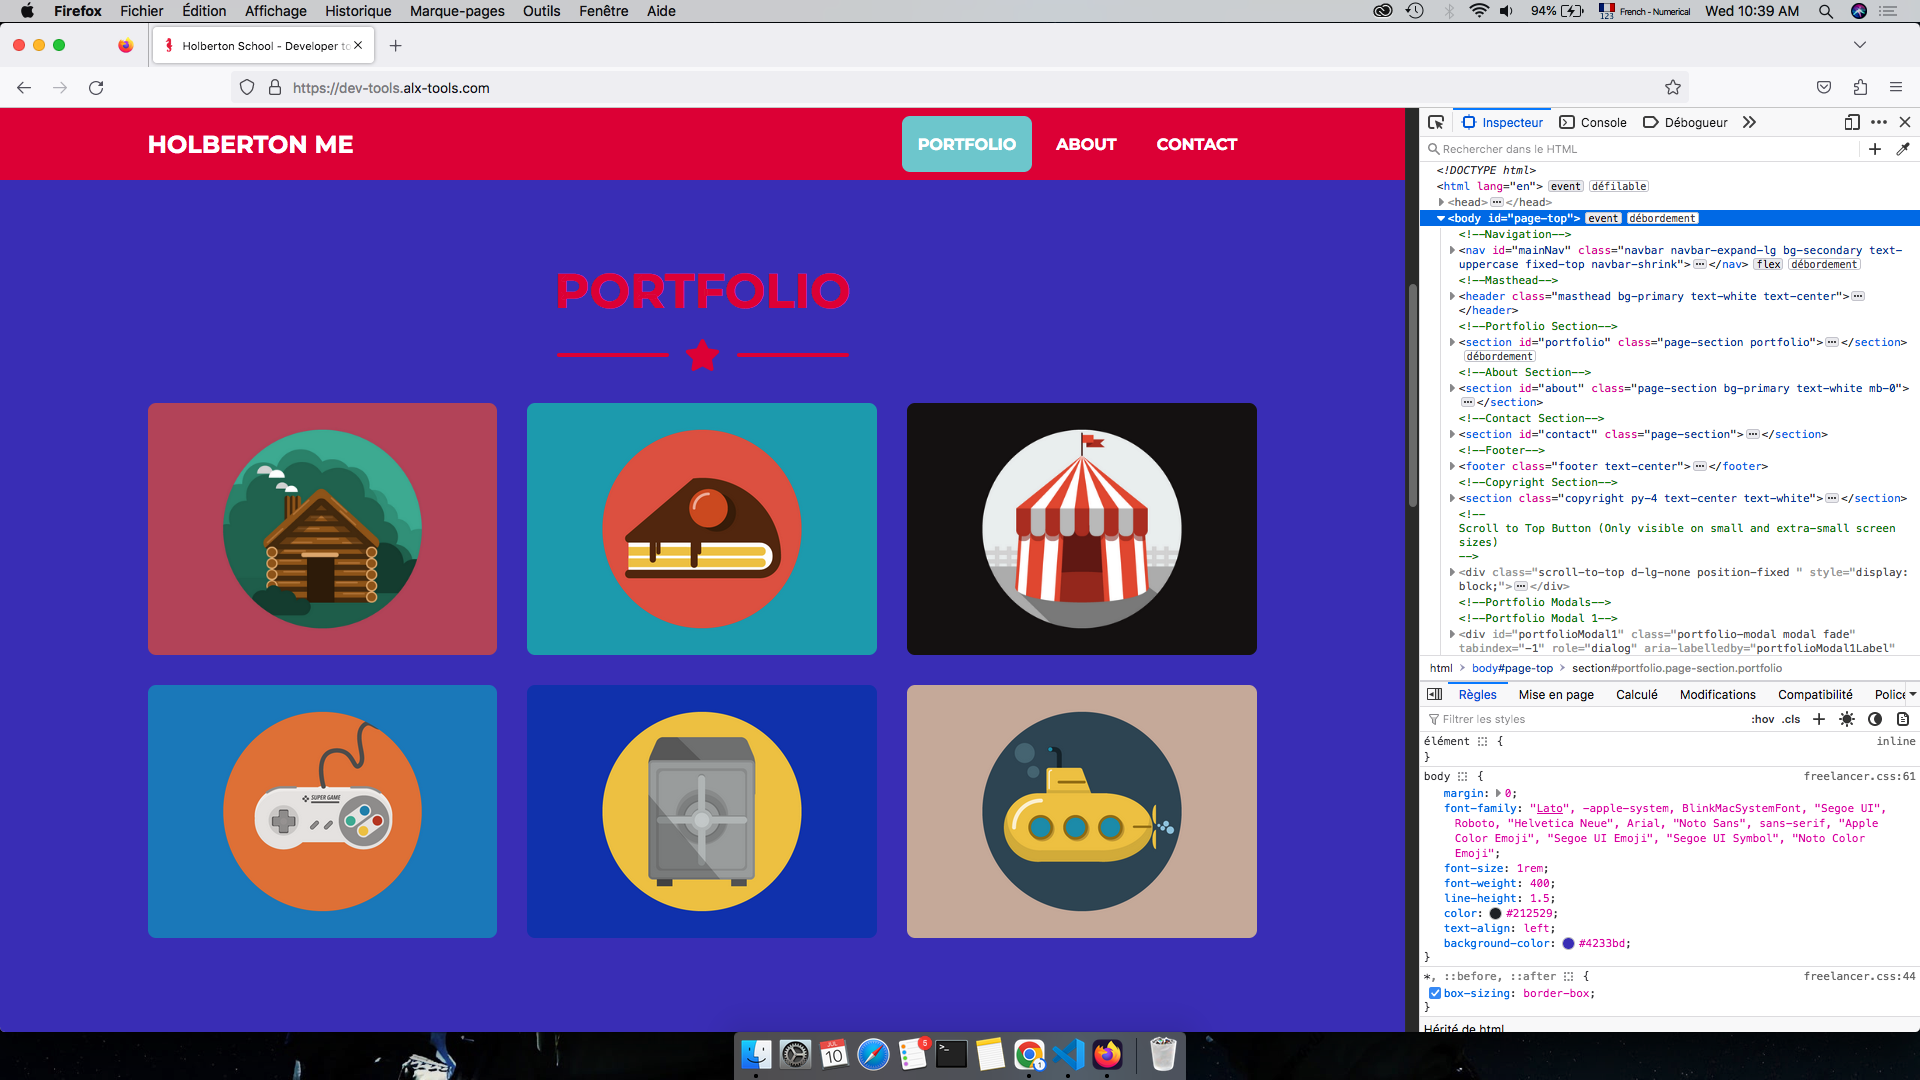 Firefox Fichier Édition Affichage Historique Marque-pages Outils Fenêtre Aide 94% 123 French - Numerical Wed 10:39 AM
Holberton School - Developer to
https://dev-tools.alx-tools.com
HOLBERTON ME PORTFOLIO ABOUT CONTACT
PORTFOLIO
SUPER GAME
Inspecteur Console Débogueur
Rechercher dans le HTML
<!DOCTYPE html>
<html lang="en"> event défilable
<head> </head>
<body id="page-top"> event débordement
<!--Navigation-->
<nav id="mainNav" class="navbar navbar-expand-lg bg-secondary text-
uppercase fixed-top navbar-shrink"> </nav> flex débordement
<!--Masthead-->
<header class="masthead bg-primary text-white text-center">
</header>
<!--Portfolio Section-->
<section id="portfolio" class="page-section portfolio"> </section>
débordement
<!--About Section-->
<section id="about" class="page-section bg-primary text-white mb-0">
</section>
<!--Contact Section-->
<section id="contact" class="page-section"> </section>
<!--Footer-->
<footer class="footer text-center"> </footer>
<!--Copyright Section-->
<section class="copyright py-4 text-center text-white"> </section>
<!--
Scroll to Top Button (Only visible on small and extra-small screen
sizes)
-->
<div class="scroll-to-top d-lg-none position-fixed " style="display:
block;"> </div>
<!--Portfolio Modals-->
<!--Portfolio Modal 1-->
<div id="portfolioModal1" class="portfolio-modal modal fade"
tabindex="-1" role="dialog" aria-labelledby="portfolioModal1Label"
html body#page-top section#portfolio.page-section.portfolio
Règles Mise en page Calculé Modifications Compatibilité Police
Filtrer les styles :hov .cls
élément { inline
}
body { freelancer.css:61
margin: 0;
font-family: "Lato", -apple-system, BlinkMacSystemFont, "Segoe UI",
Roboto, "Helvetica Neue", Arial, "Noto Sans", sans-serif, "Apple
Color Emoji", "Segoe UI Emoji", "Segoe UI Symbol", "Noto Color
Emoji";
font-size: 1rem;
font-weight: 400;
line-height: 1.5;
color: #212529;
text-align: left;
background-color: #4233bd;
}
*, ::before, ::after { freelancer.css:44
box-sizing: border-box;
}
Hérité de html
JUL
10
5
1